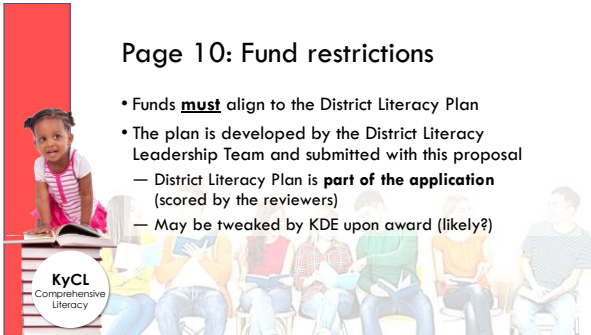 Page 10: Fund restrictions
• Funds must align to the District Literacy Plan
• The plan is developed by the District Literacy
Leadership Team and submitted with this proposal
— District Literacy Plan is part of the application
(scored by the reviewers)
— May be tweaked by KDE upon award (likely?)
KyCL
Comprehensive
Literacy